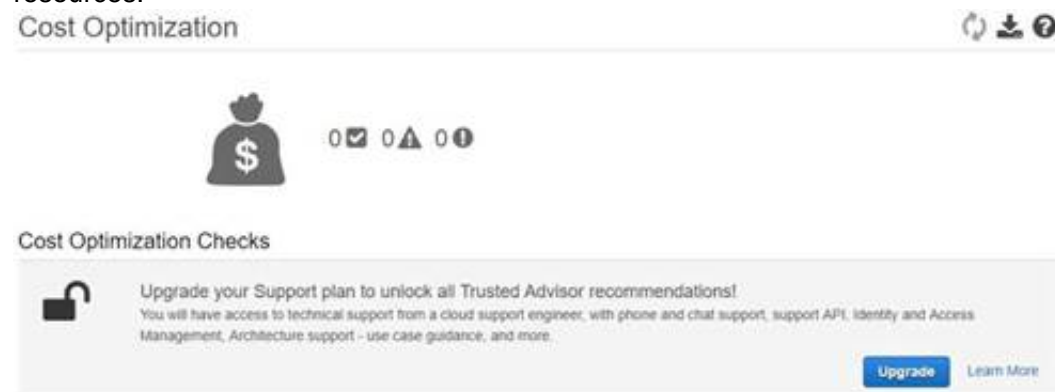 resources.
Cost Optimization
$ 0 0 0
Cost Optimization Checks
Upgrade your Support plan to unlock all Trusted Advisor recommendations!
You will have access to technical support from a cloud support engineer, with phone and chat support, support API, Identity and Access
Management, Architecture support - use case guidance, and more.
Upgrade Learn More